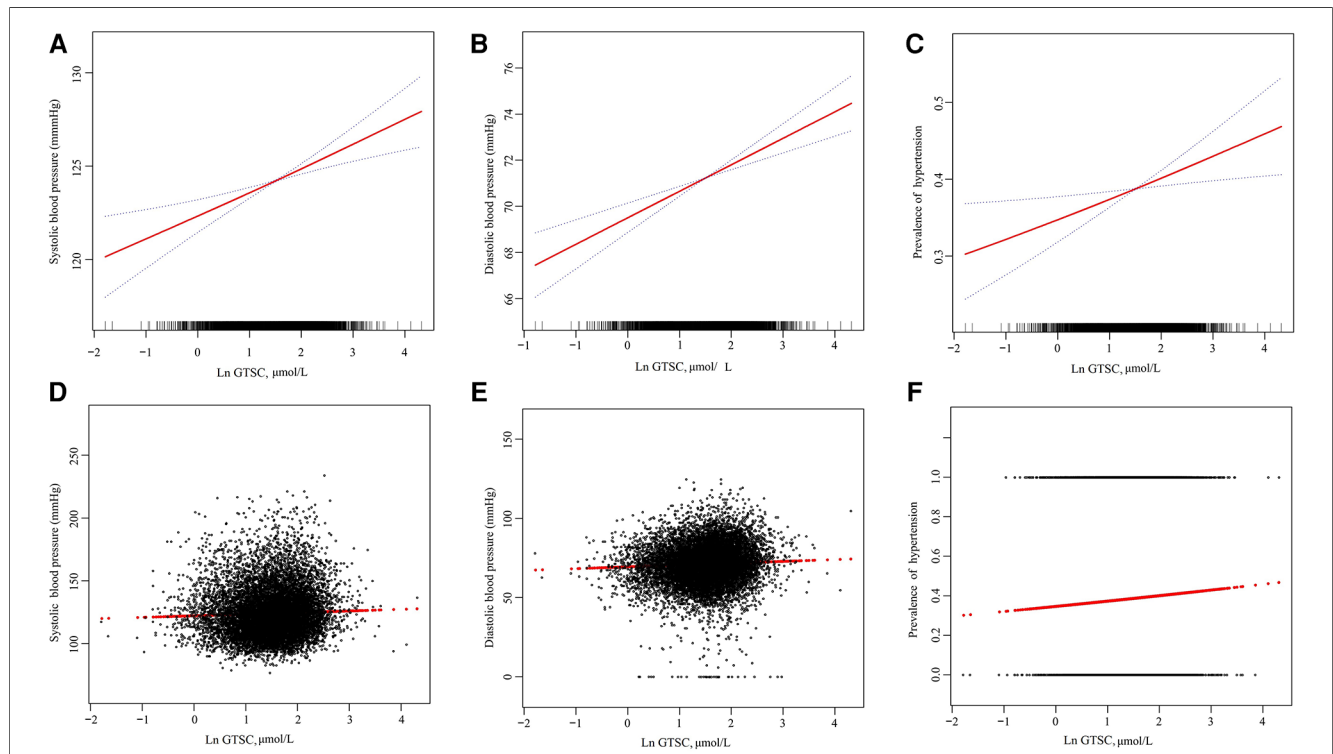 A
Systolic blood pressure (mmmHg)
130
125
120
−2 −1 0 1 2 3 4
Ln GTSC, μmol/L
B
Diastolic blood pressure (mmHg)
76
74
72
70
68
66
−1 −1 0 1 2 3 4
Ln GTSC, μmol/ L
C
Prevalence of hypertension
0.5
0.4
0.3
−2 −1 0 1 2 3 4
Ln GTSC, μmol/L
D
Systolic blood pressure (mmHg)
250
200
150
100
−2 −1 0 1 2 3 4
Ln GTSC, μmol/L
E
Diastolic blood pressure (mmHg)
150
100
50
0
−2 −1 0 1 2 3 4
Ln GTSC, μmol/L
F
Prevalence of hypertension
1.0
0.8
0.6
0.4
0.2
0.0
−2 −1 0 1 2 3 4
Ln GTSC, μmol/L